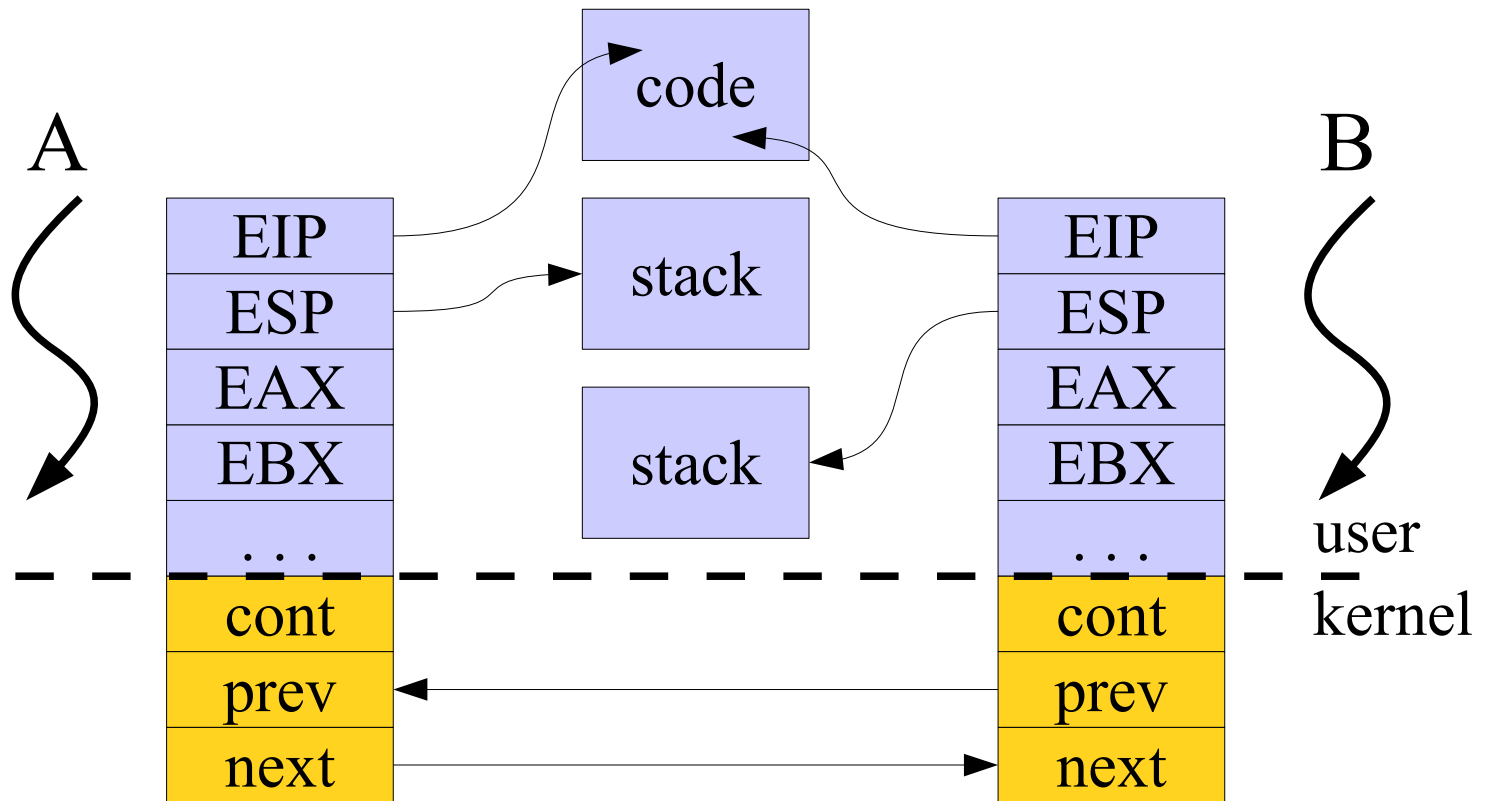 code
A
B
EIP
ESP
EAX
EBX
. . .
cont
prev
next
stack
stack
EIP
ESP
EAX
EBX
. . .
cont
prev
next
user
kernel